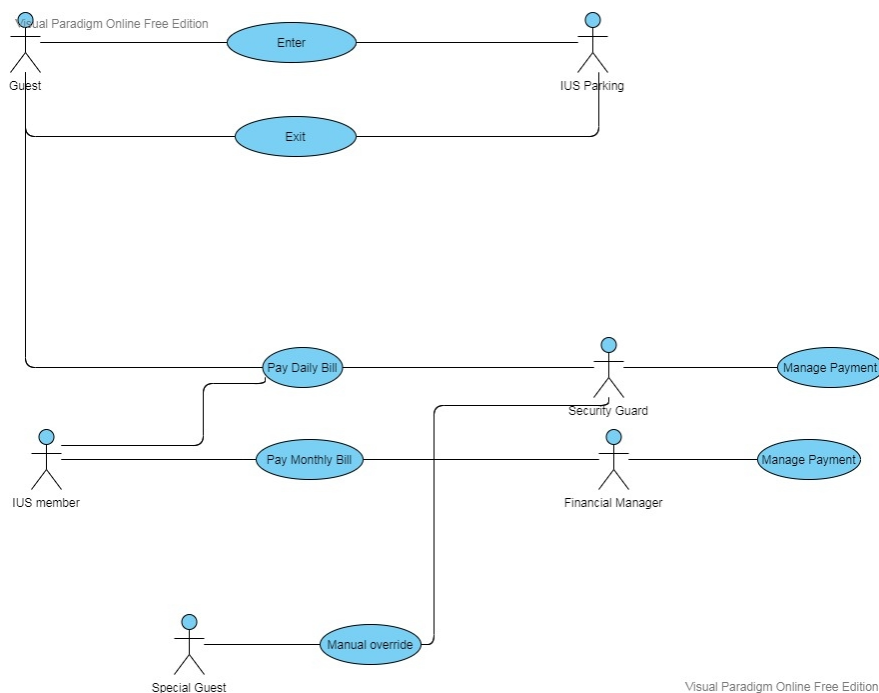 Visual Paradigm Online Free Edition
Enter
Guest
IUS Parking
Exit
Pay Daily Bill
Manage Payment
Security Guard
Pay Monthly Bill
Manage Payment
IUS member
Financial Manager
Manual override
Special Guest
Visual Paradigm Online Free Edition